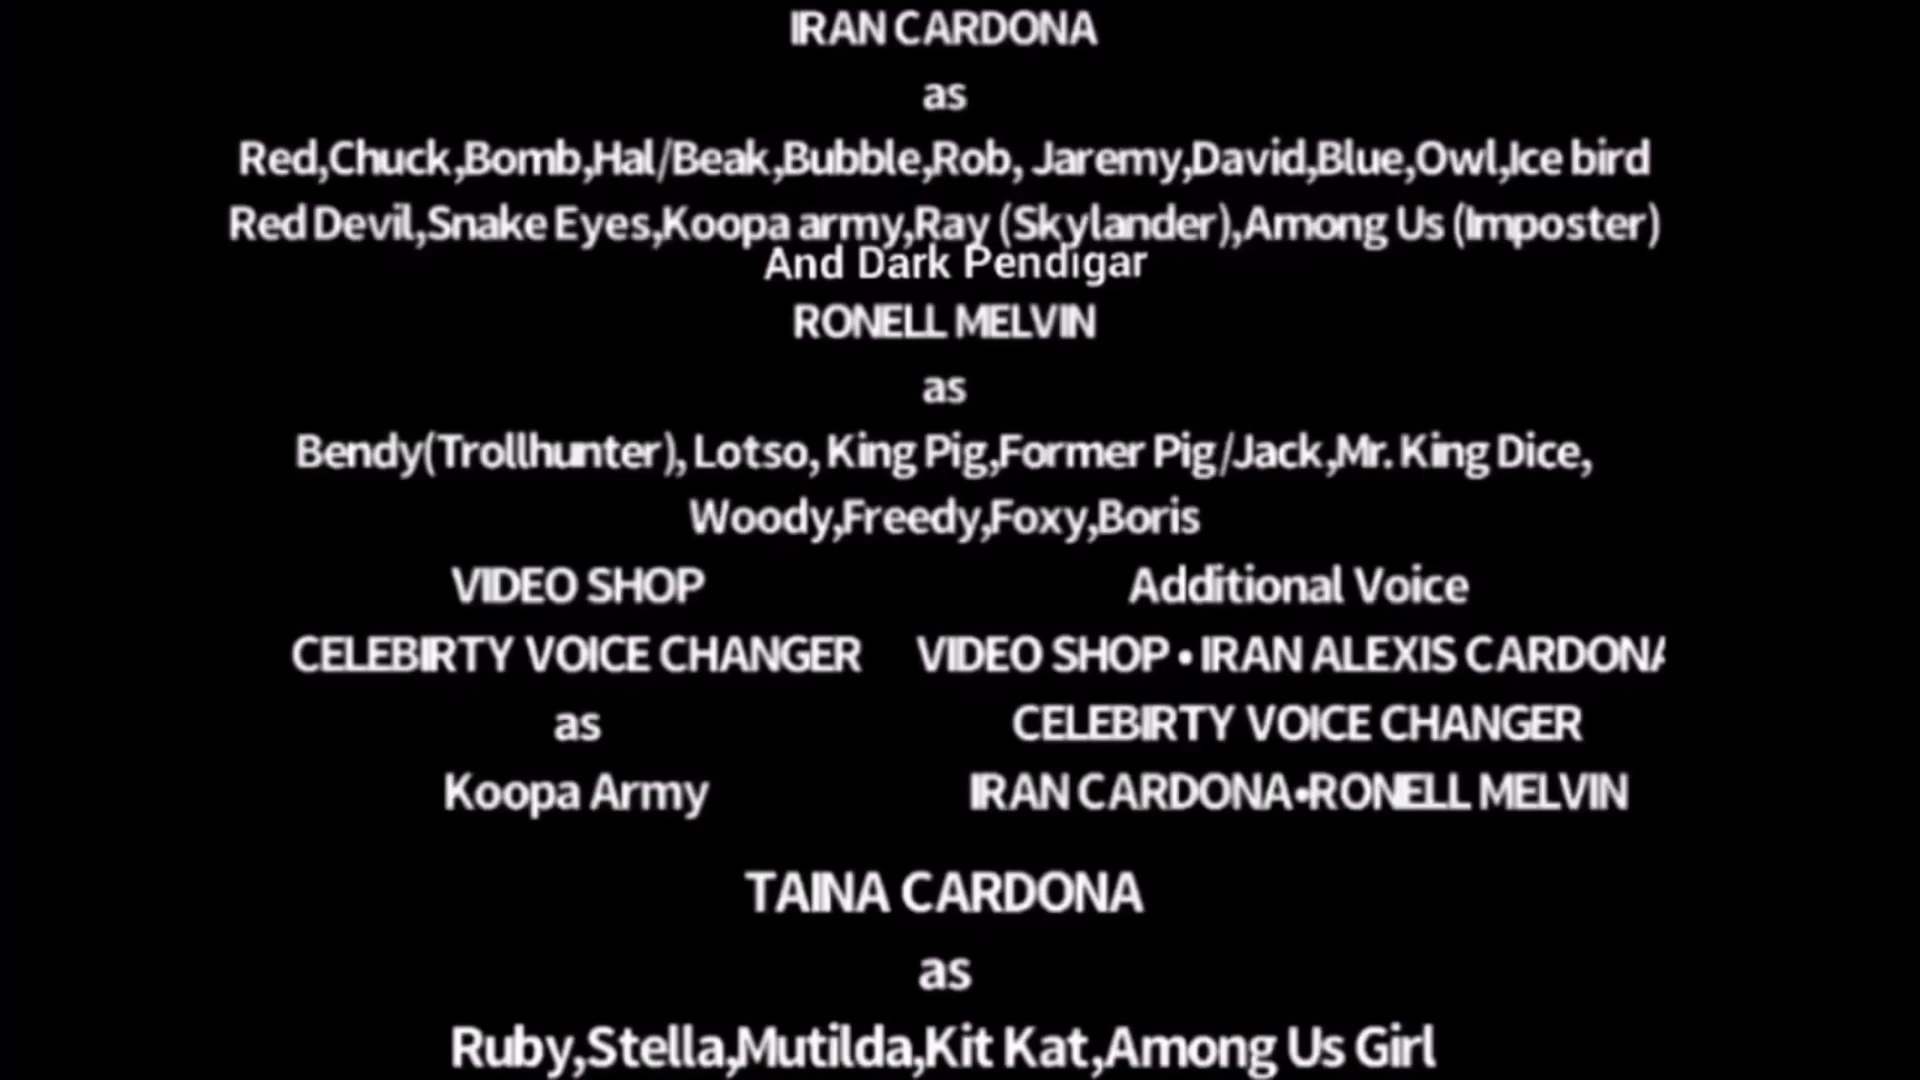 IRAN CARDONA
as
Red,Chuck,Bomb,Hal/Beak,Bubble,Rob, Jaremy,David,Blue,Owl,Ice bird
Red Devil,Snake Eyes,Koopa army,Ray (Skylander),Among Us (Imposter)
And Dark Pendigar
RONELL MELVIN
as
Bendy(Trollhunter), Lotso, King Pig,Former Pig/Jack,Mr. King Dice,
Woody,Freedy,Foxy,Boris
VIDEO SHOP
CELEBIRTY VOICE CHANGER
as
Koopa Army
Additional Voice
VIDEO SHOP • IRAN ALEXIS CARDONA
CELEBIRTY VOICE CHANGER
IRAN CARDONA•RONELL MELVIN
TAINA CARDONA
as
Ruby,Stella,Mutilda,Kit Kat,Among Us Girl